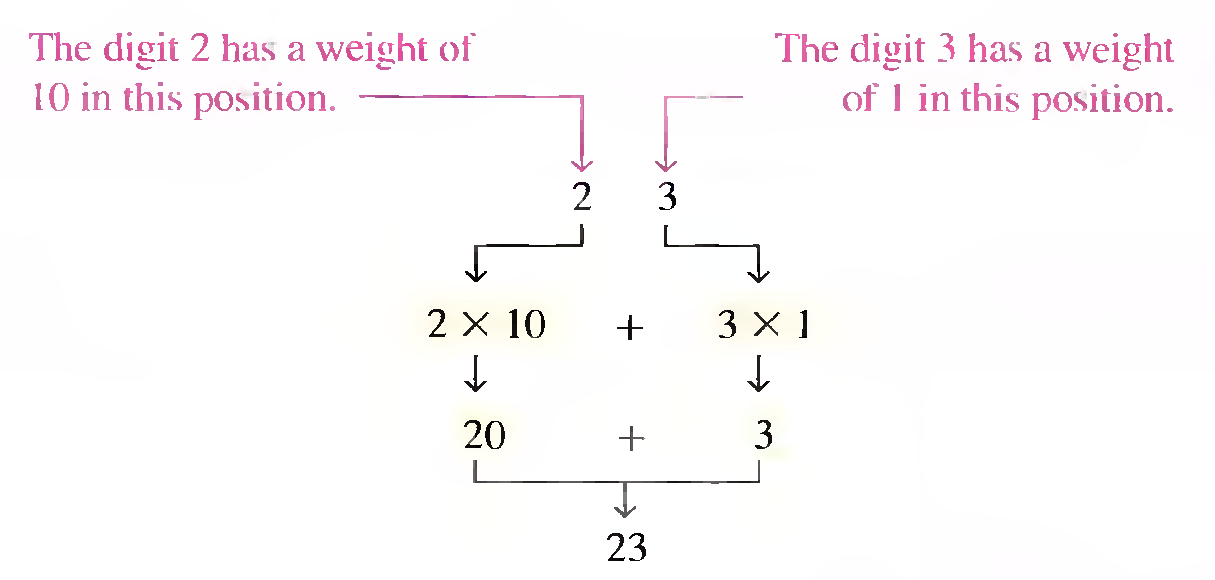 The digit 2 has a weight of
10 in this position.
The digit 3 has a weight
of 1 in this position.
2 3
2 × 10 + 3 × 1
20 + 3
23